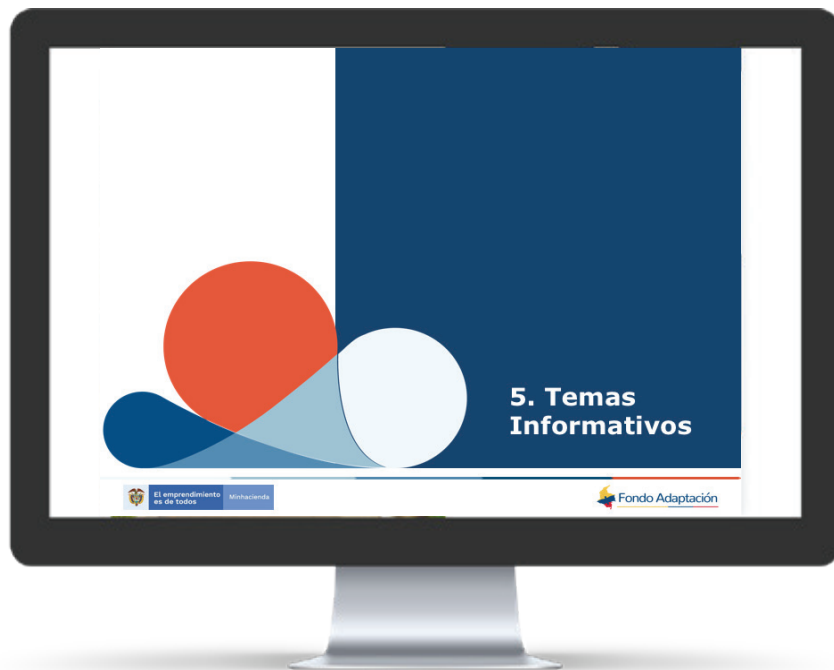 5. Temas
Informativos
El emprendimiento
es de todos
Minhacienda
Fondo Adaptación